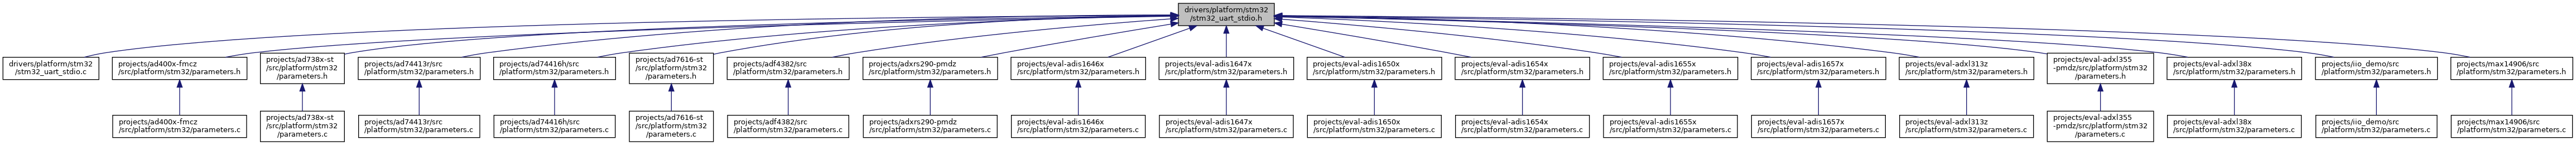 drivers/platform/stm32
/stm32_uart_stdio.h
drivers/platform/stm32
/stm32_uart_stdio.c
projects/ad400x-fmcz
/src/platform/stm32/parameters.h
projects/ad738x-st
/src/platform/stm32
/parameters.h
projects/ad74413r/src
/platform/stm32/parameters.h
projects/ad74416h/src
/platform/stm32/parameters.h
projects/ad7616-st
/src/platform/stm32
/parameters.h
projects/adf4382/src
/platform/stm32/parameters.h
projects/adxrs290-pmdz
/src/platform/stm32/parameters.h
projects/eval-adis1646x
/src/platform/stm32/parameters.h
projects/eval-adis1647x
/src/platform/stm32/parameters.h
projects/eval-adis1650x
/src/platform/stm32/parameters.h
projects/eval-adis1654x
/src/platform/stm32/parameters.h
projects/eval-adis1655x
/src/platform/stm32/parameters.h
projects/eval-adis1657x
/src/platform/stm32/parameters.h
projects/eval-adxl313z
/src/platform/stm32/parameters.h
projects/eval-adxl355
-pmdz/src/platform/stm32
/parameters.h
projects/eval-adxl38x
/src/platform/stm32/parameters.h
projects/iio_demo/src
/platform/stm32/parameters.h
projects/max14906/src
/platform/stm32/parameters.h
projects/ad400x-fmcz
/src/platform/stm32/parameters.c
projects/ad738x-st
/src/platform/stm32
/parameters.c
projects/ad74413r/src
/platform/stm32/parameters.c
projects/ad74416h/src
/platform/stm32/parameters.c
projects/ad7616-st
/src/platform/stm32
/parameters.c
projects/adf4382/src
/platform/stm32/parameters.c
projects/adxrs290-pmdz
/src/platform/stm32/parameters.c
projects/eval-adis1646x
/src/platform/stm32/parameters.c
projects/eval-adis1647x
/src/platform/stm32/parameters.c
projects/eval-adis1650x
/src/platform/stm32/parameters.c
projects/eval-adis1654x
/src/platform/stm32/parameters.c
projects/eval-adis1655x
/src/platform/stm32/parameters.c
projects/eval-adis1657x
/src/platform/stm32/parameters.c
projects/eval-adxl313z
/src/platform/stm32/parameters.c
projects/eval-adxl355
-pmdz/src/platform/stm32
/parameters.c
projects/eval-adxl38x
/src/platform/stm32/parameters.c
projects/iio_demo/src
/platform/stm32/parameters.c
projects/max14906/src
/platform/stm32/parameters.c